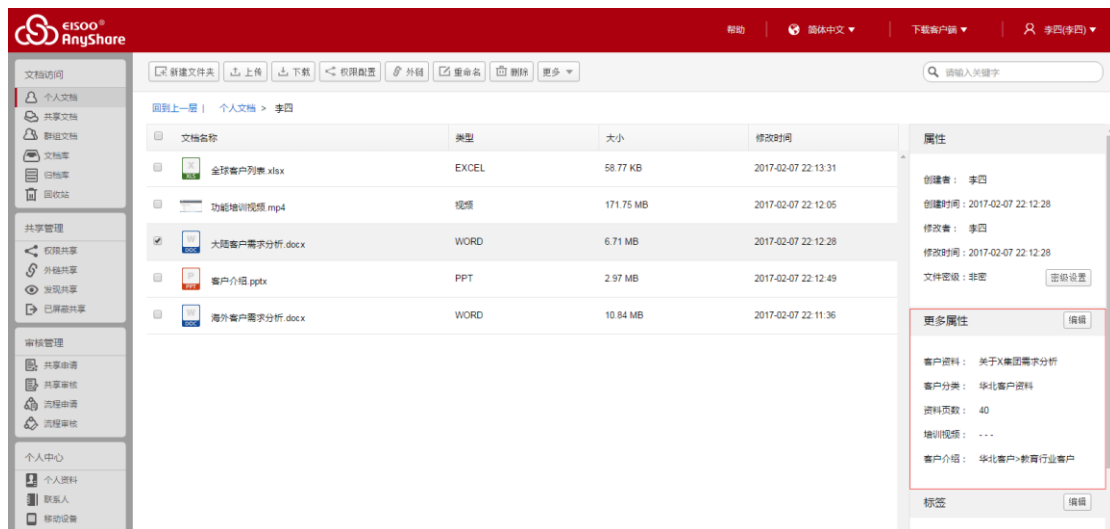 EISOO®
AnyShare
帮助
简体中文
下载客户端
李四(李四)
文档访问
个人文档
共享文档
群组文档
文档库
归档库
回收站
共享管理
权限共享
外链共享
发现共享
已屏蔽共享
审核管理
共享申请
共享审核
流程申请
流程审核
个人中心
个人资料
联系人
移动设备
新建文件夹 上传 下载 权限配置 外链 重命名 删除 更多
请输入关键字
回到上一层 | 个人文档 > 李四
文档名称 类型 大小 修改时间
全球客户列表.xlsx EXCEL 58.77 KB 2017-02-07 22:13:31
功能培训视频.mp4 视频 171.75 MB 2017-02-07 22:12:05
大陆客户需求分析.docx WORD 6.71 MB 2017-02-07 22:12:28
客户介绍.pptx PPT 2.97 MB 2017-02-07 22:12:49
海外客户需求分析.docx WORD 10.84 MB 2017-02-07 22:11:36
属性
创建者： 李四
创建时间：2017-02-07 22:12:28
修改者： 李四
修改时间：2017-02-07 22:12:28
文件密级：非密 密级设置
更多属性 编辑
客户资料： 关于X集团需求分析
客户分类： 华北客户资料
资料页数： 40
培训视频： ---
客户介绍： 华北客户>教育行业客户
标签 编辑